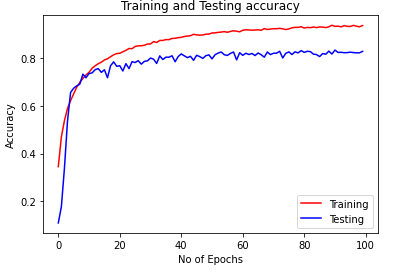 Training and Testing accuracy
Accuracy
0.8
0.6
0.4
0.2
Training
Testing
0
20
40
60
80
100
No of Epochs